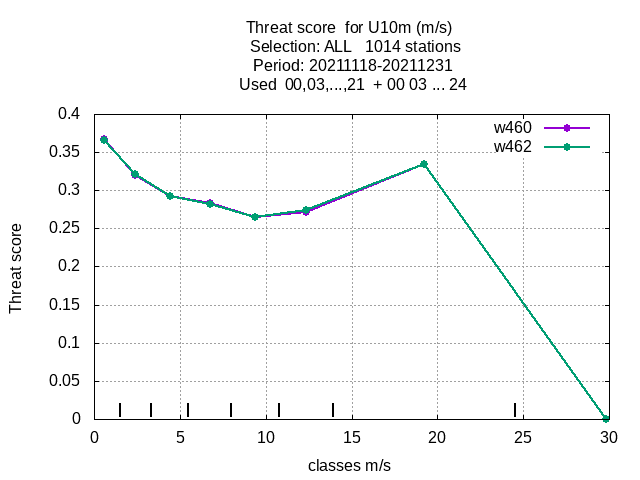 Threat score  for U10m (m/s)
Selection: ALL   1014 stations
Period: 20211118-20211231
Used  00,03,...,21  + 00 03 ... 24
w460
w462
0.4
0.35
0.3
0.25
0.2
0.15
0.1
0.05
0
Threat score
0 5 10 15 20 25 30
classes m/s